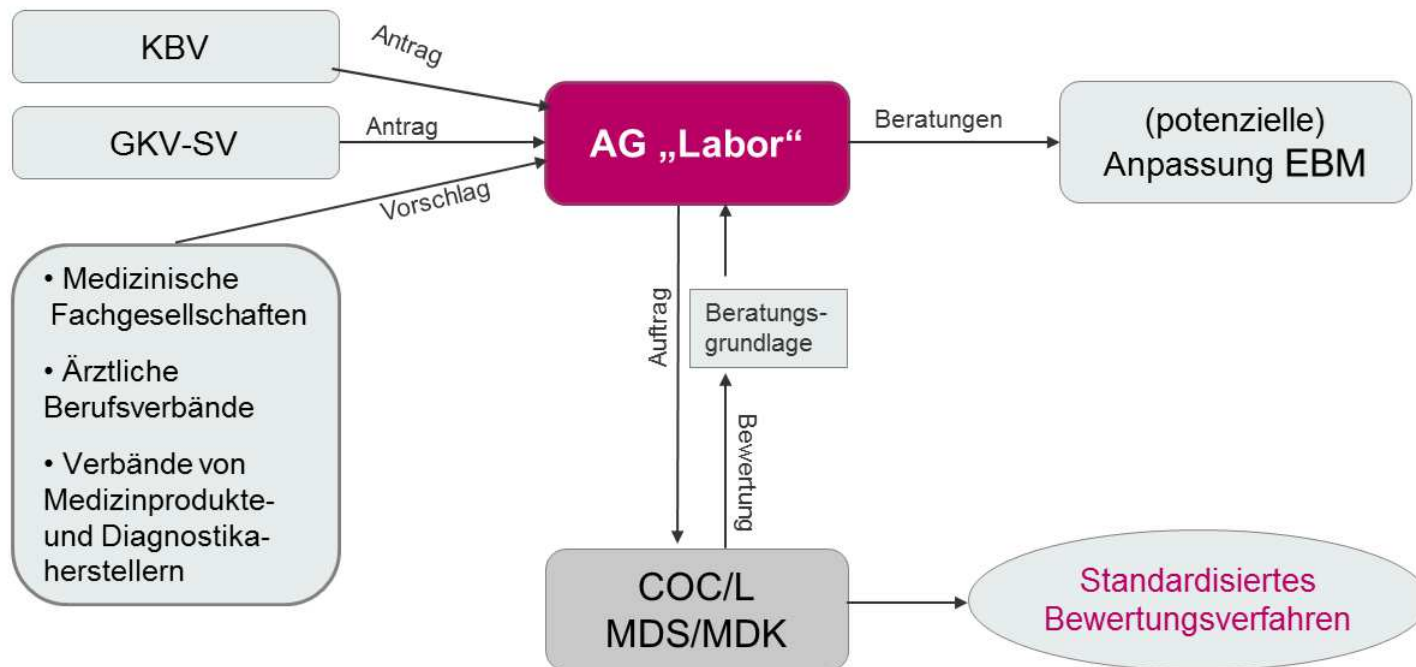 KBV
Antrag
GKV-SV
Antrag
Vorschlag
• Medizinische
Fachgesellschaften
• Ärztliche
Berufsverbände
• Verbände von
Medizinprodukte-
und Diagnostika-
herstellern
AG „Labor“
Beratungen
(potenzielle)
Anpassung EBM
Auftrag
Beratungs-
grundlage
Bewertung
COC/L
MDS/MDK
Standardisiertes
Bewertungsverfahren